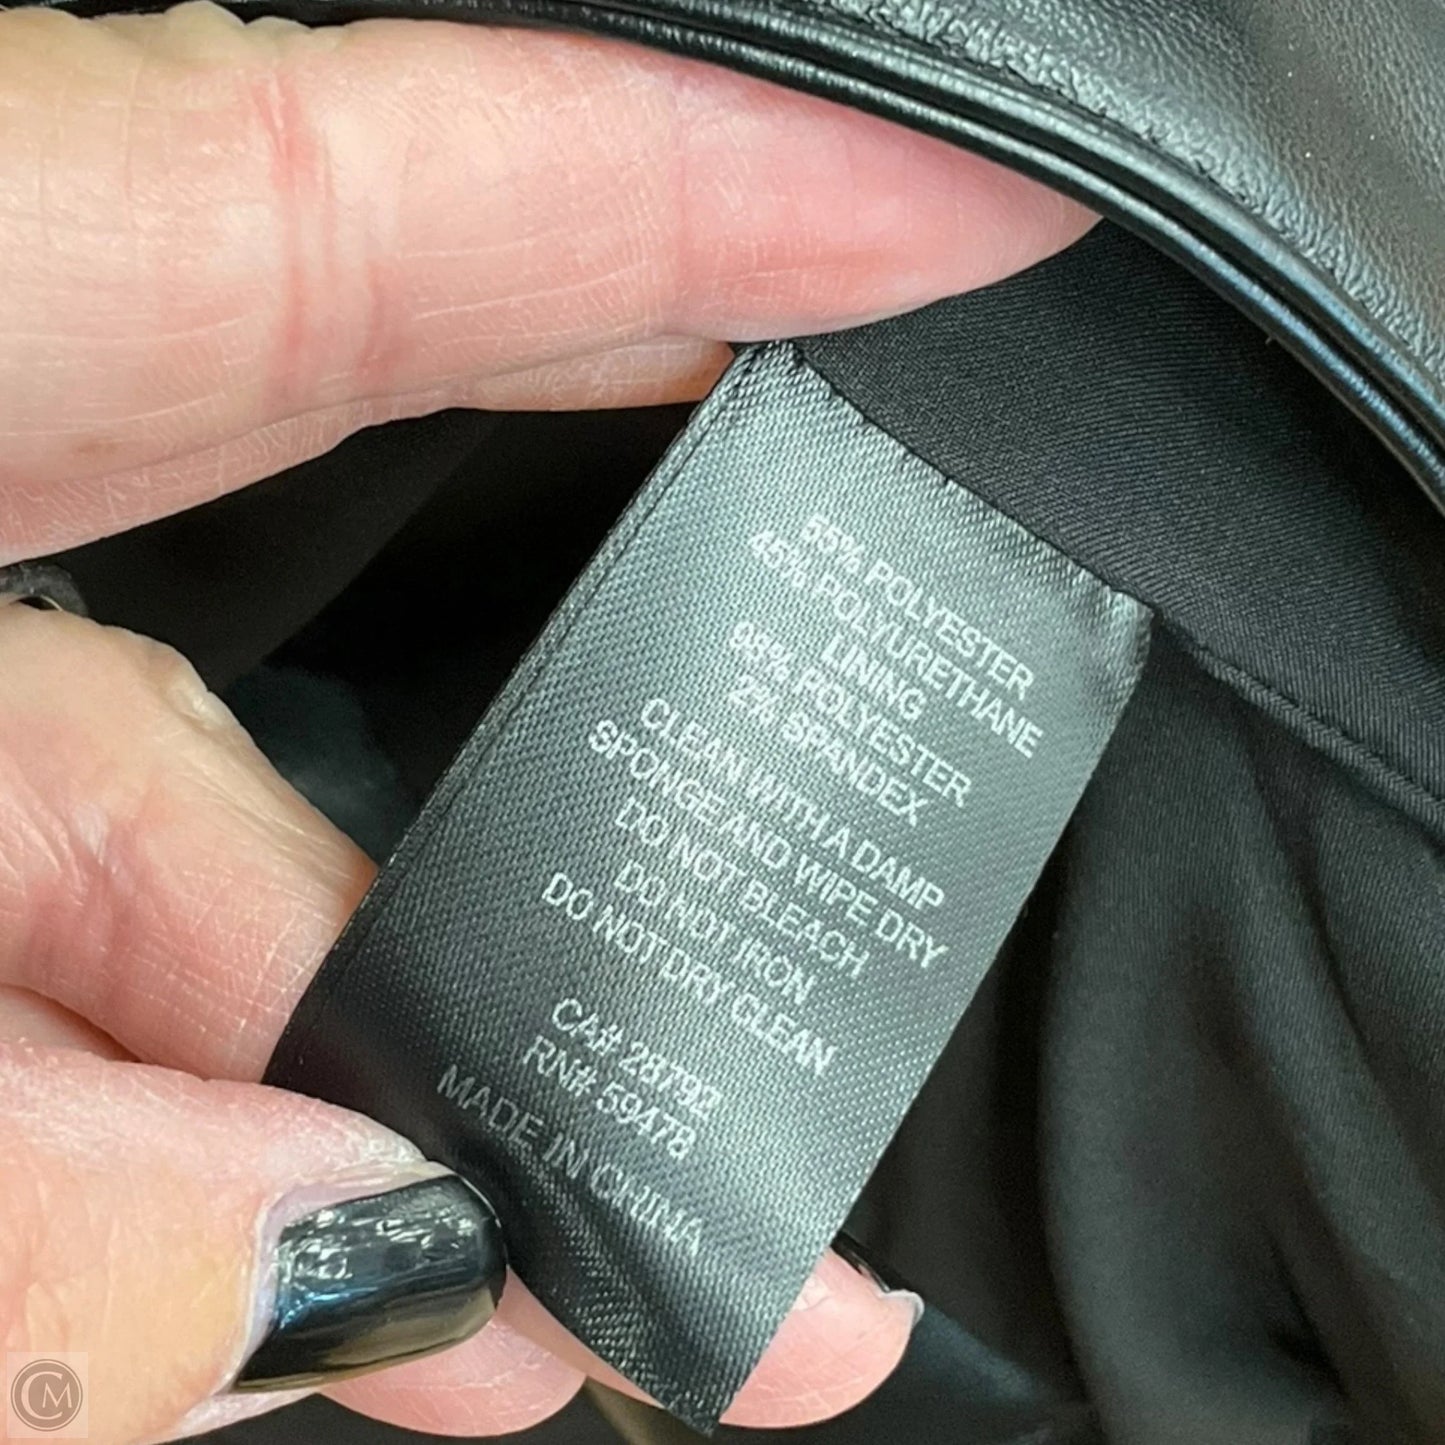 55% POLYESTER
45% POLYURETHANE
LINING
98% POLYESTER
2% SPANDEX
CLEAN WITH A DAMP
SPONGE AND WIPE DRY
DO NOT BLEACH
DO NOT IRON
DO NOT DRY CLEAN
CA# 28792
RN# 59478
MADE IN CHINA
CM